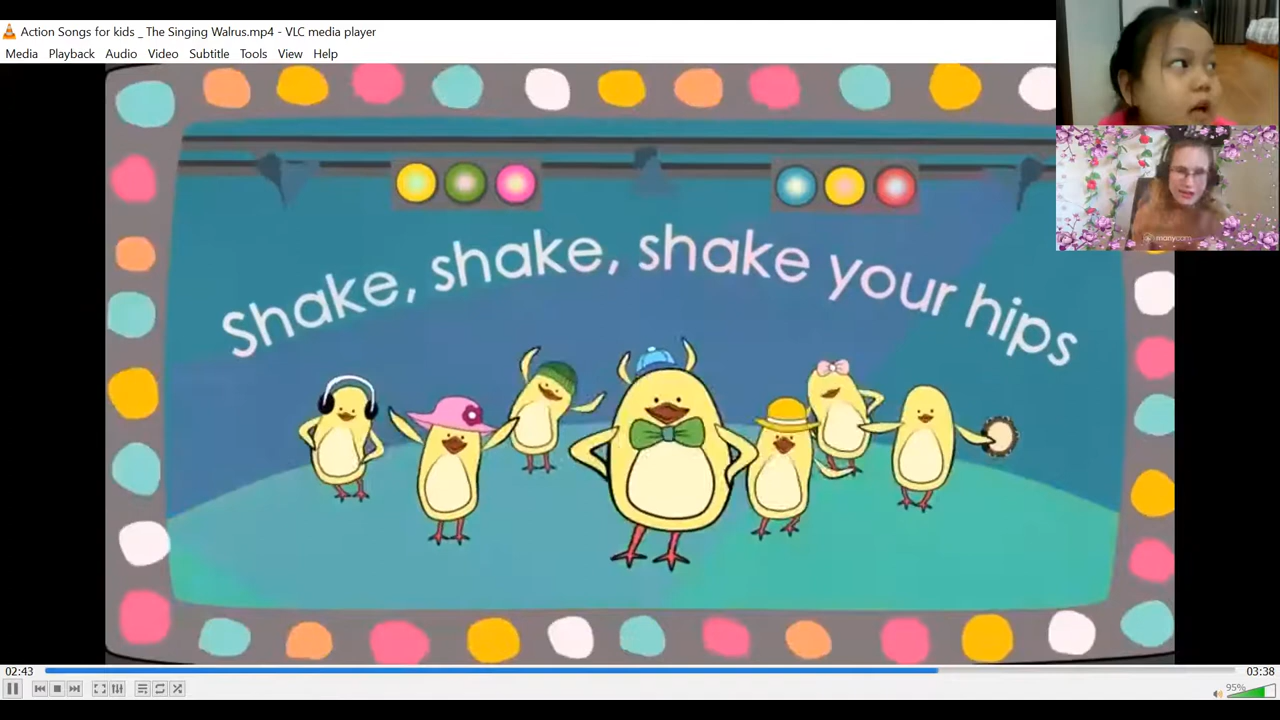 Action Songs for kids _ The Singing Walrus.mp4 - VLC media player
Media Playback Audio Video Subtitle Tools View Help
Shake, shake, shake your hips
manycam
02:43
03:38
95%